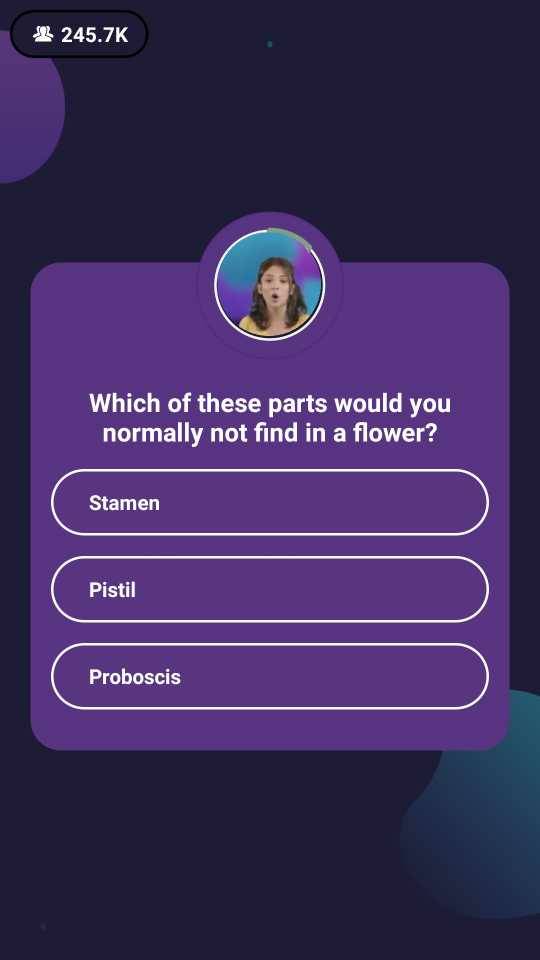 245.7K
Which of these parts would you
normally not find in a flower?
Stamen
Pistil
Proboscis